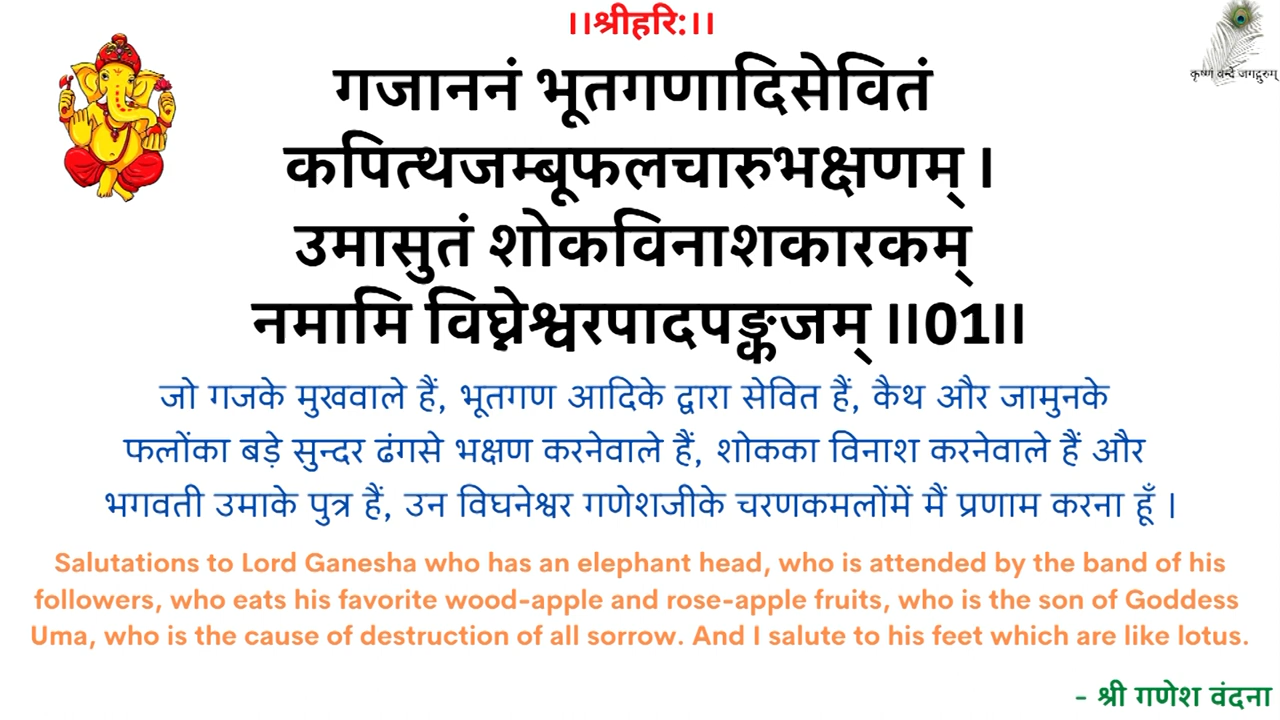 ।।श्रीहरि:।।
कृष्ण वन्दे जगद्गुरुम्
गजाननं भूतगणादिसेवितं
कपित्थजम्बूफलचारुभक्षणम् ।
उमासुतं शोकविनाशकारकम्
नमामि विघ्नेश्वरपादपङ्कजम् ।।01।।
जो गजके मुखवाले हैं, भूतगण आदिके द्वारा सेवित हैं, कैथ और जामुनके
फलोंका बड़े सुन्दर ढंगसे भक्षण करनेवाले हैं, शोकका विनाश करनेवाले हैं और
भगवती उमाके पुत्र हैं, उन विघनेश्वर गणेशजीके चरणकमलोंमें मैं प्रणाम करना हूँ ।
Salutations to Lord Ganesha who has an elephant head, who is attended by the band of his
followers, who eats his favorite wood-apple and rose-apple fruits, who is the son of Goddess
Uma, who is the cause of destruction of all sorrow. And I salute to his feet which are like lotus.
- श्री गणेश वंदना